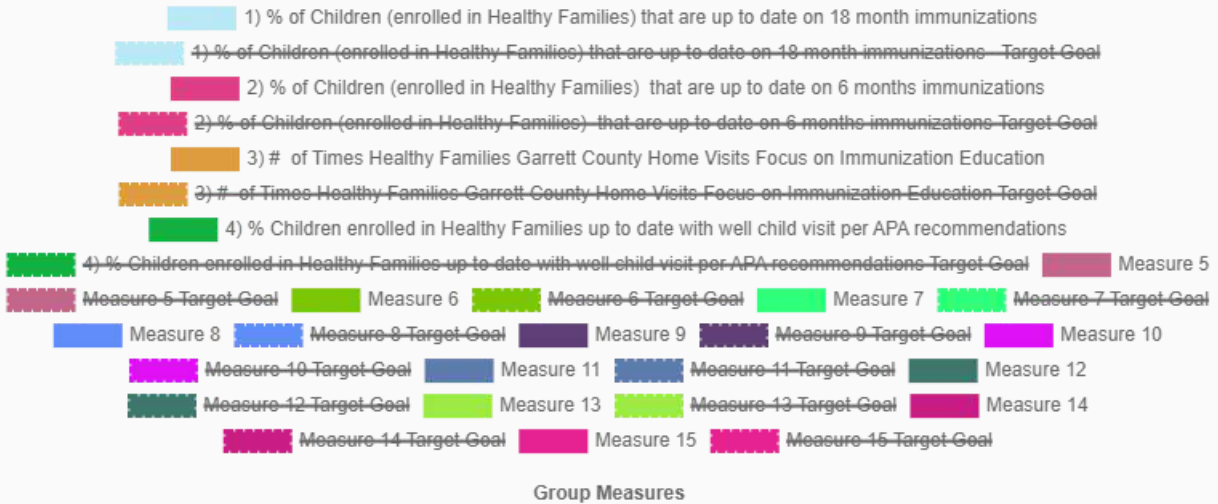 1) % of Children (enrolled in Healthy Families) that are up to date on 18 month immunizations
1) % of Children (enrolled in Healthy Families) that are up to date on 18 month immunizations - Target Goal
2) % of Children (enrolled in Healthy Families)  that are up to date on 6 months immunizations
2) % of Children (enrolled in Healthy Families)  that are up to date on 6 months immunizations Target Goal
3) #  of Times Healthy Families Garrett County Home Visits Focus on Immunization Education
3) #  of Times Healthy Families Garrett County Home Visits Focus on Immunization Education Target Goal
4) % Children enrolled in Healthy Families up to date with well child visit per APA recommendations
4) % Children enrolled in Healthy Families up to date with well child visit per APA recommendations Target Goal Measure 5
Measure 5 Target Goal Measure 6 Measure 6 Target Goal Measure 7 Measure 7 Target Goal
Measure 8 Measure 8 Target Goal Measure 9 Measure 9 Target Goal Measure 10
Measure 10 Target Goal Measure 11 Measure 11 Target Goal Measure 12
Measure 12 Target Goal Measure 13 Measure 13 Target Goal Measure 14
Measure 14 Target Goal Measure 15 Measure 15 Target Goal
Group Measures